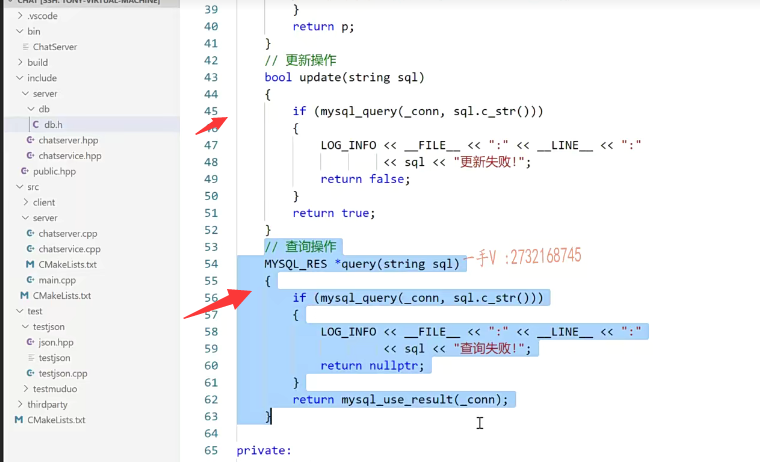 CHAT [SSH: TONY-VIRTUAL-MACHINE]
.vscode
bin
ChatServer
build
include
server
db
db.h
chatserver.hpp
chatservice.hpp
public.hpp
src
client
server
chatserver.cpp
chatservice.cpp
CMakeLists.txt
main.cpp
CMakeLists.txt
test
testjson
json.hpp
testjson
testjson.cpp
testmuduo
thirdparty
CMakeLists.txt
39 }
40 return p;
41 }
42 // 更新操作
43 bool update(string sql)
44 {
45 if (mysql_query(_conn, sql.c_str()))
46 {
47 LOG_INFO << __FILE__ << ":" << __LINE__ << ":"
48 << sql << "更新失败!";
49 return false;
50 }
51 return true;
52 }
53 // 查询操作
54 MYSQL_RES *query(string sql)
一手V :2732168745
55 {
56 if (mysql_query(_conn, sql.c_str()))
57 {
58 LOG_INFO << __FILE__ << ":" << __LINE__ << ":"
59 << sql << "查询失败!";
60 return nullptr;
61 }
62 return mysql_use_result(_conn);
63 }
64
65 private: